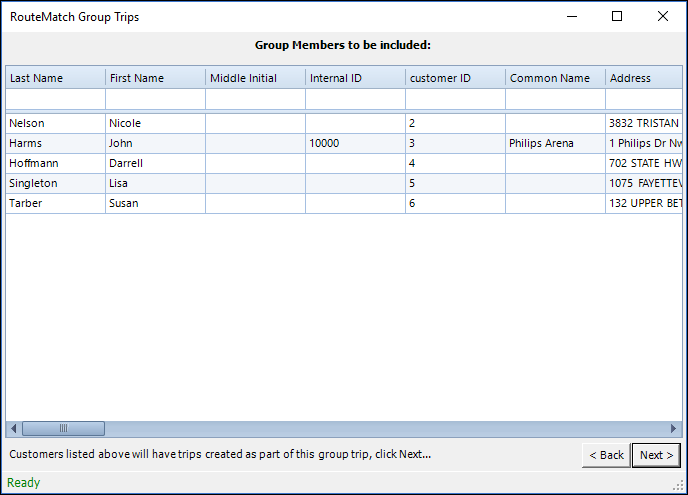 RouteMatch Group Trips
Group Members to be included:
Last Name First Name Middle Initial Internal ID customer ID Common Name Address
Nelson Nicole 2 3832 TRISTAN
Harms John 10000 3 Philips Arena 1 Philips Dr Nw
Hoffmann Darrell 4 702 STATE HW
Singleton Lisa 5 1075 FAYETTEV
Tarber Susan 6 132 UPPER BET
Customers listed above will have trips created as part of this group trip, click Next...
< Back Next >
Ready